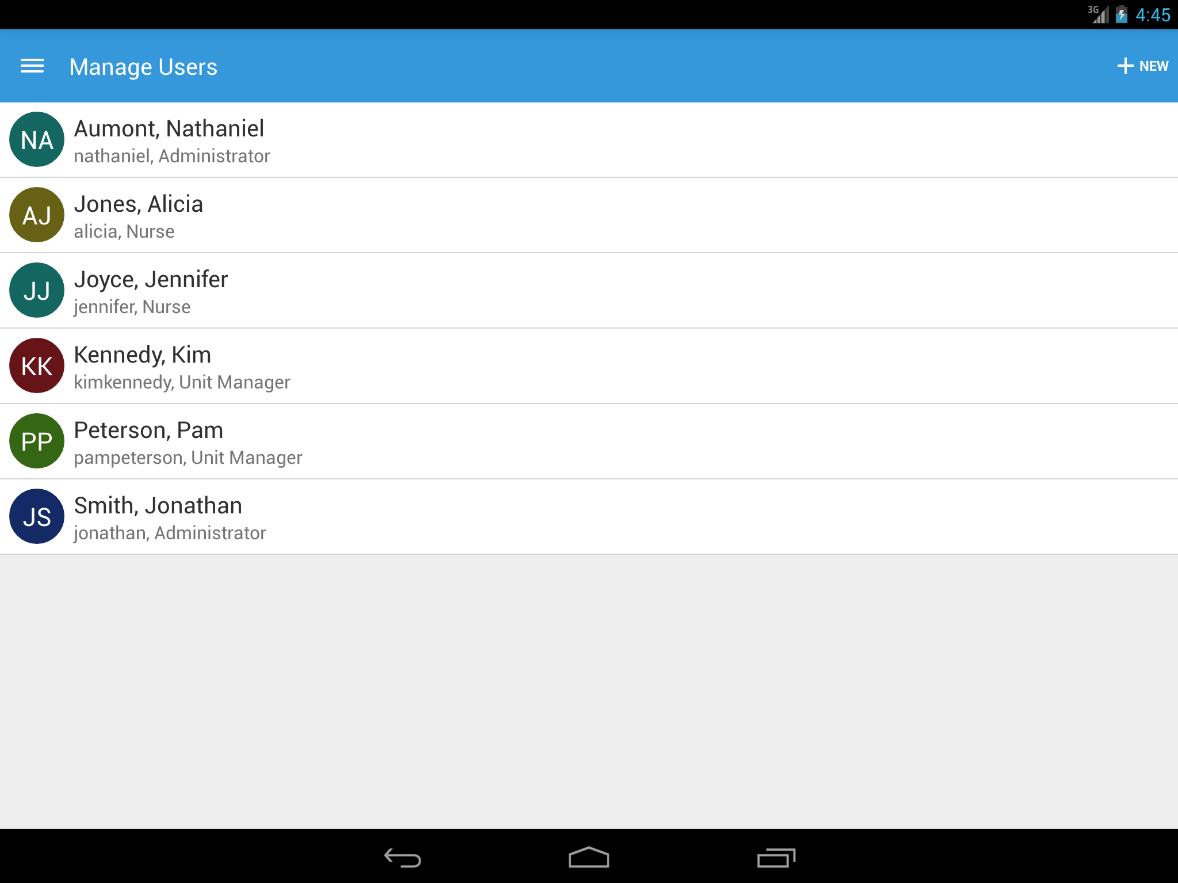 3G 4:45
Manage Users
NEW
NA
Aumont, Nathaniel
nathaniel, Administrator
AJ
Jones, Alicia
alicia, Nurse
JJ
Joyce, Jennifer
jennifer, Nurse
KK
Kennedy, Kim
kimkennedy, Unit Manager
PP
Peterson, Pam
pampeterson, Unit Manager
JS
Smith, Jonathan
jonathan, Administrator